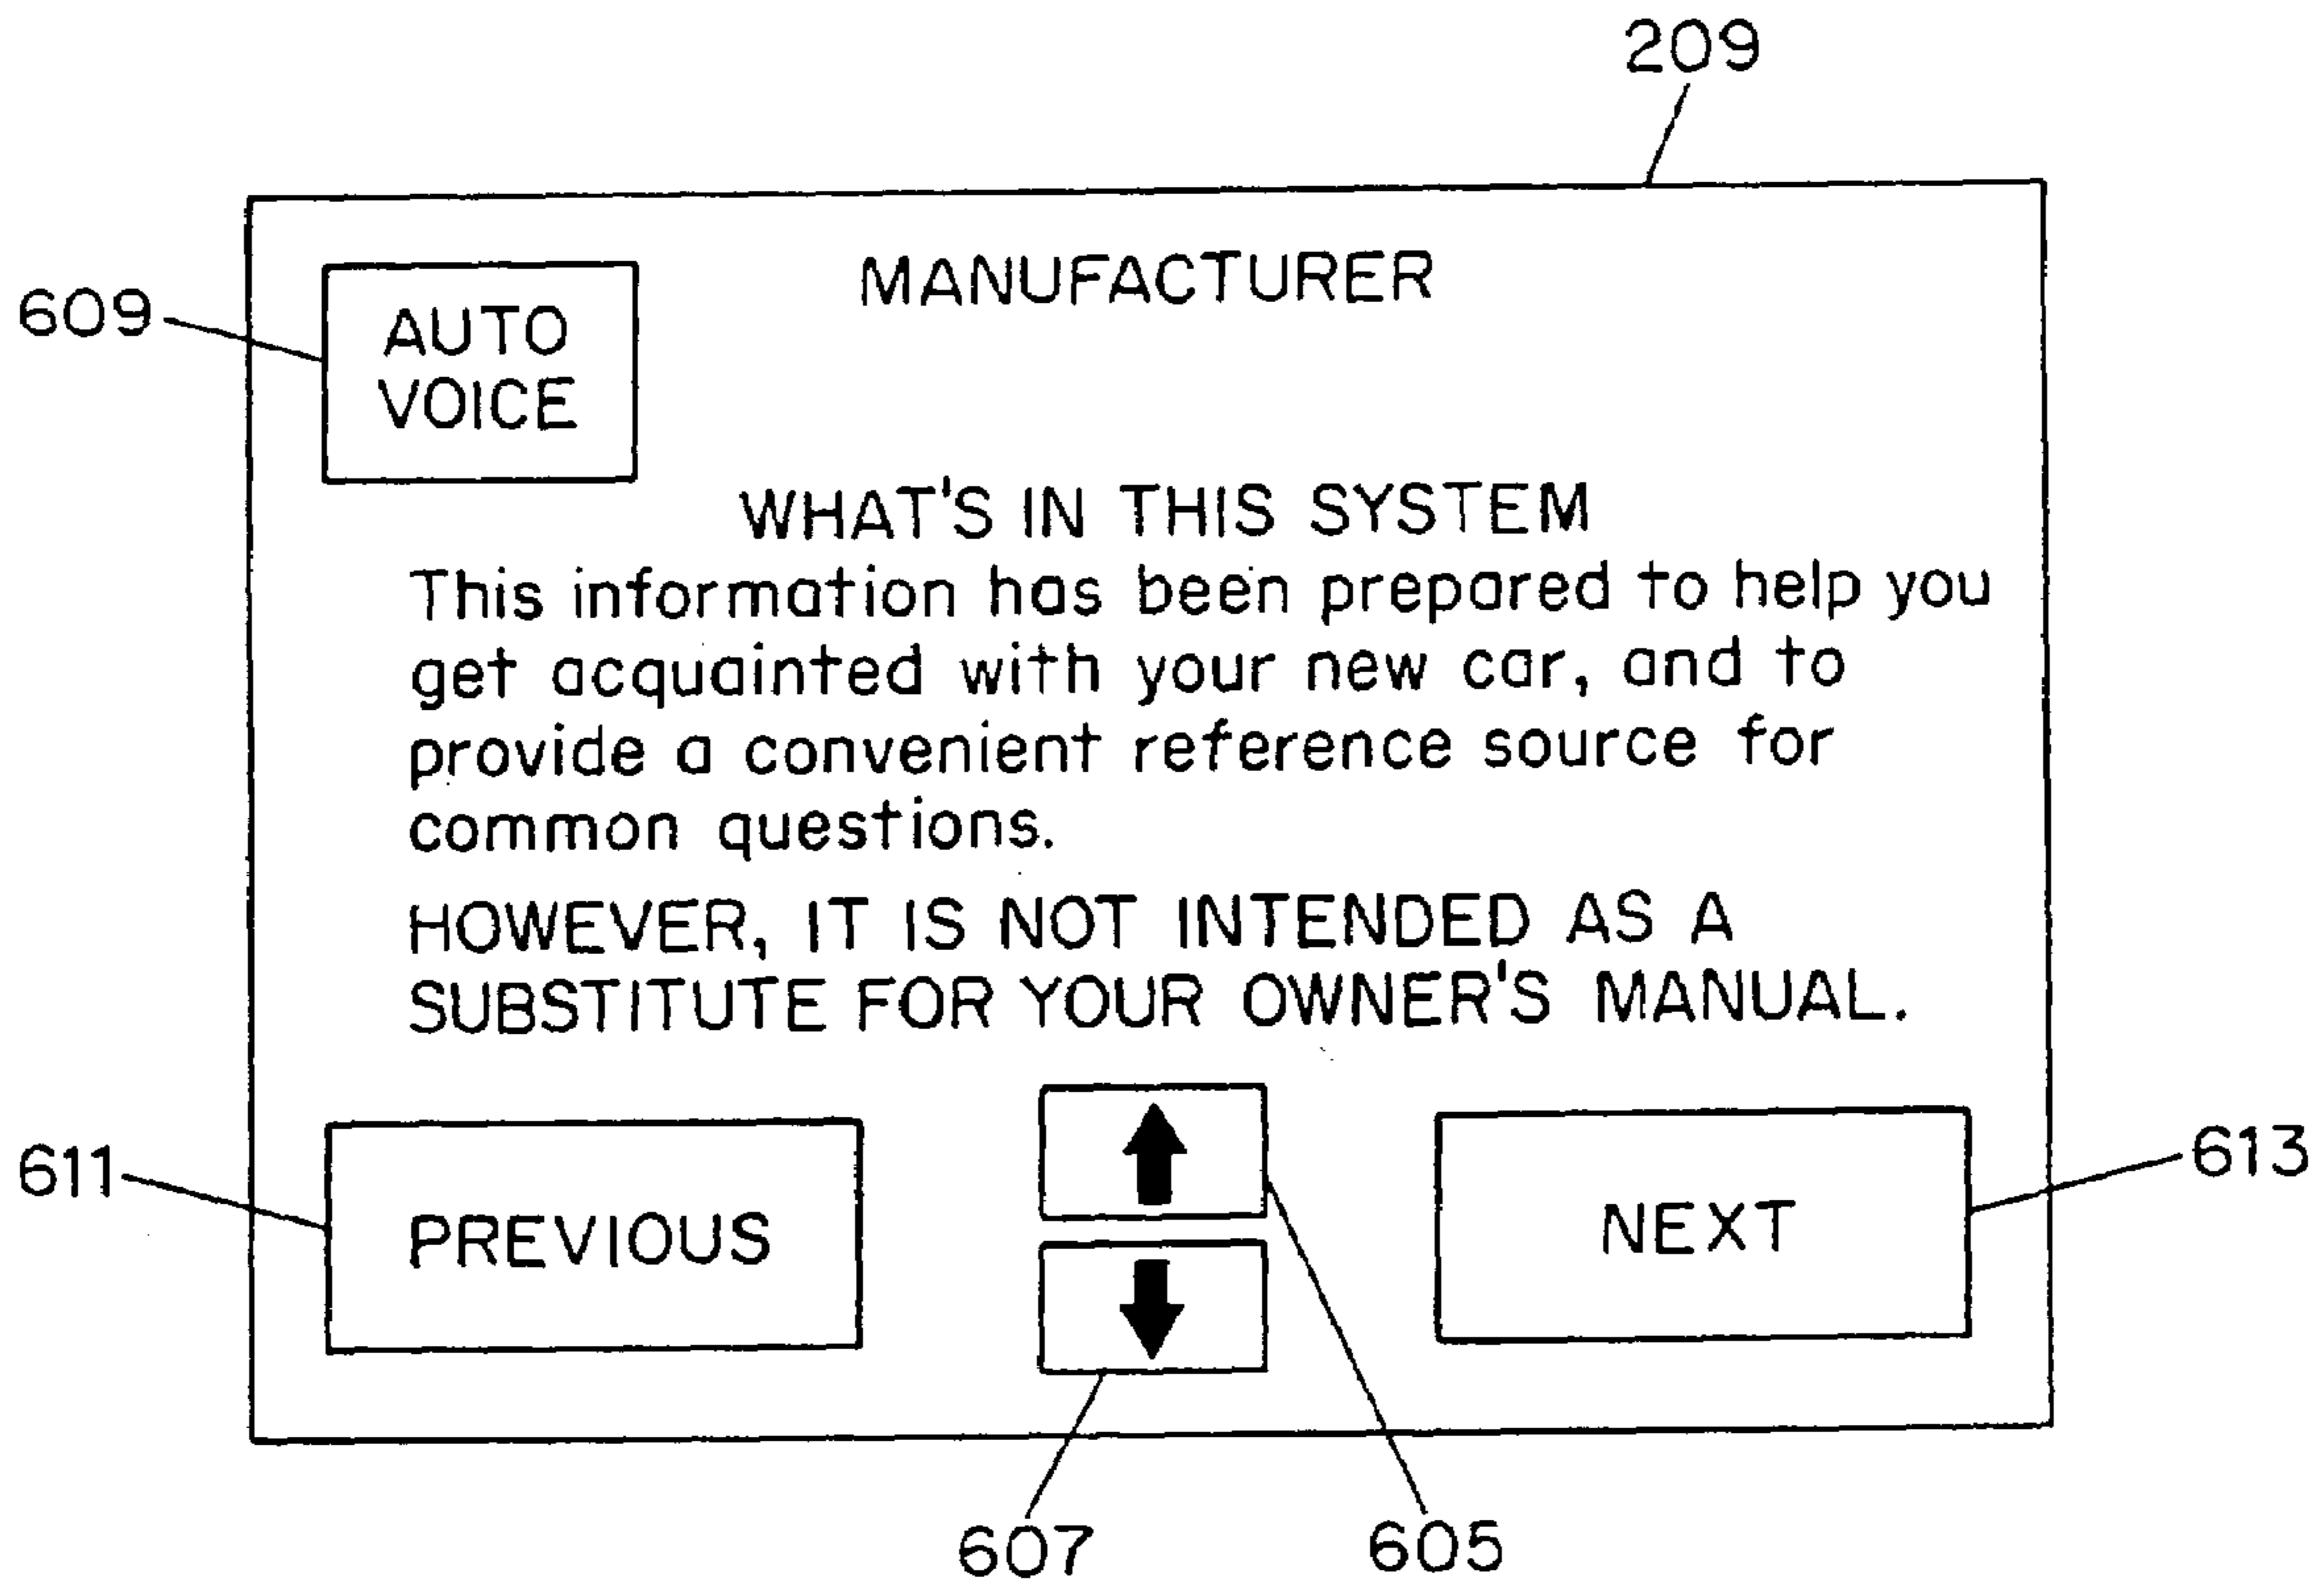 209
MANUFACTURER
609
AUTO
VOICE
WHAT'S IN THIS SYSTEM
This information has been prepared to help you
get acquainted with your new car, and to
provide a convenient reference source for
common questions.
HOWEVER, IT IS NOT INTENDED AS A
SUBSTITUTE FOR YOUR OWNER'S MANUAL.
611
PREVIOUS
NEXT
613
607
605